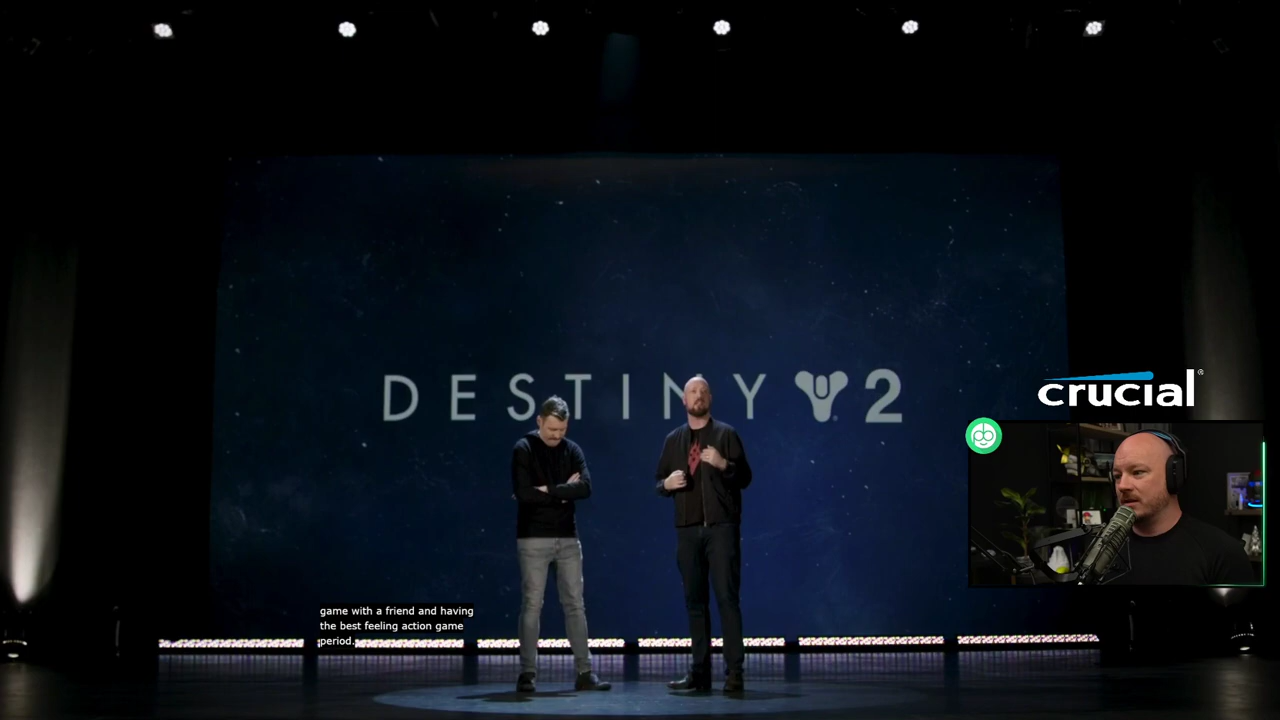 DESTINY 2
crucial®
game with a friend and having
the best feeling action game
period.